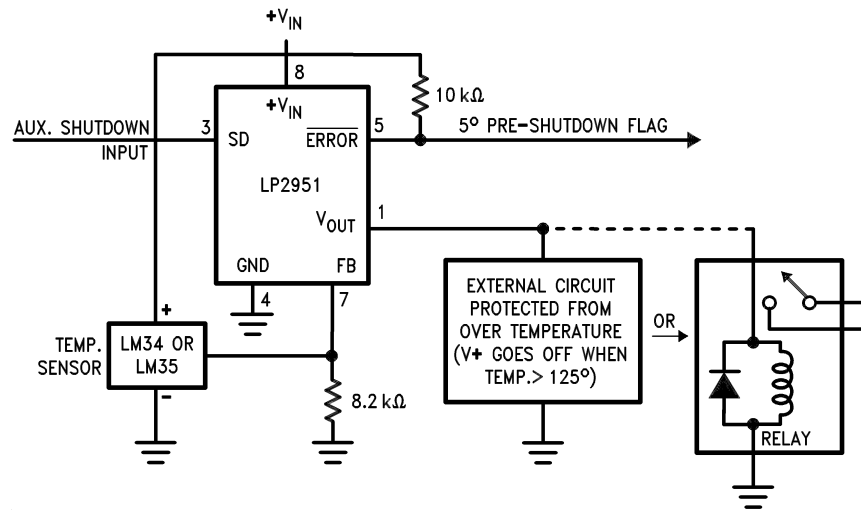 +VIN
8
+VIN
10 kΩ
AUX. SHUTDOWN
INPUT
3
SD
ERROR
5
5° PRE-SHUTDOWN FLAG
LP2951
VOUT
1
GND
FB
4
7
+
TEMP.
SENSOR
LM34 OR
LM35
-
8.2 kΩ
EXTERNAL CIRCUIT
PROTECTED FROM
OVER TEMPERATURE
(V+ GOES OFF WHEN
TEMP.> 125°)
OR
RELAY